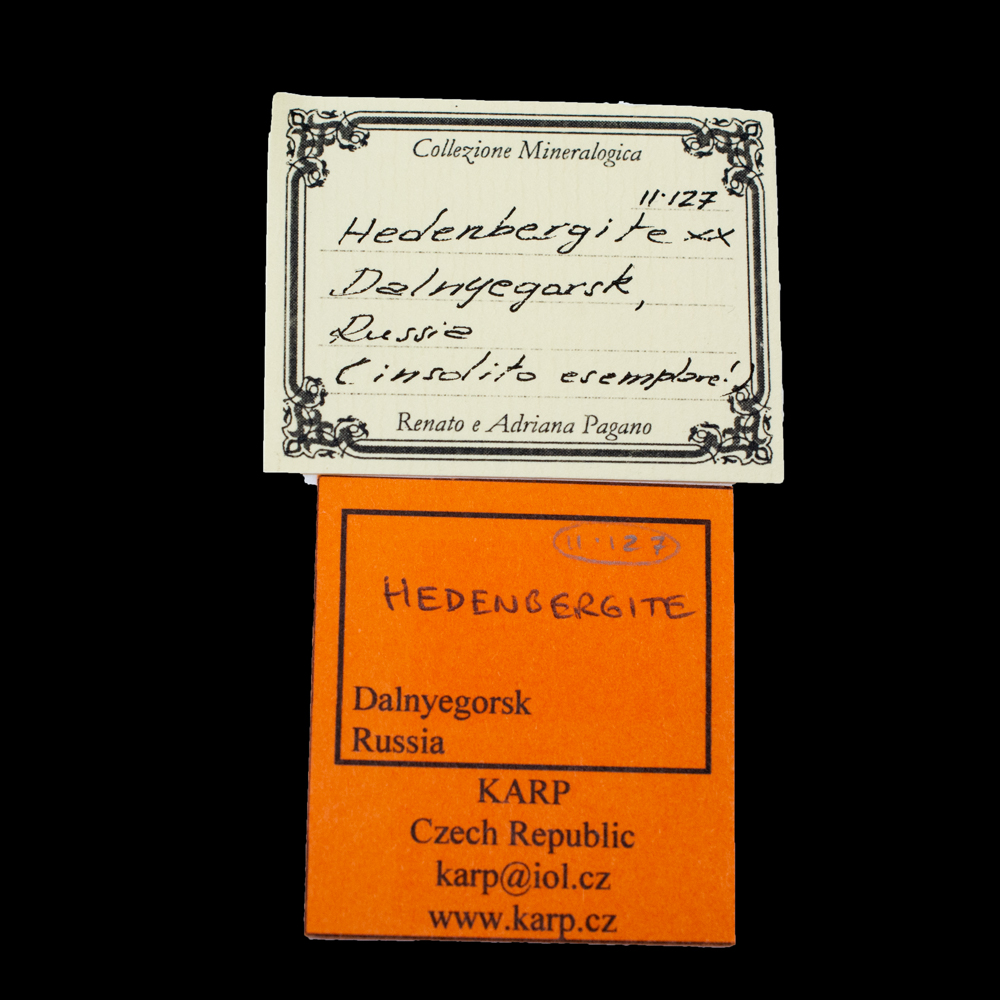 Collezione Mineralogica
11.127
Hedenbergite xx
Dalnyegorsk,
Russia
(insolito esemplare!)
Renato e Adriana Pagano
11.127
HEDENBERGITE
Dalnyegorsk
Russia
KARP
Czech Republic
karp@iol.cz
www.karp.cz